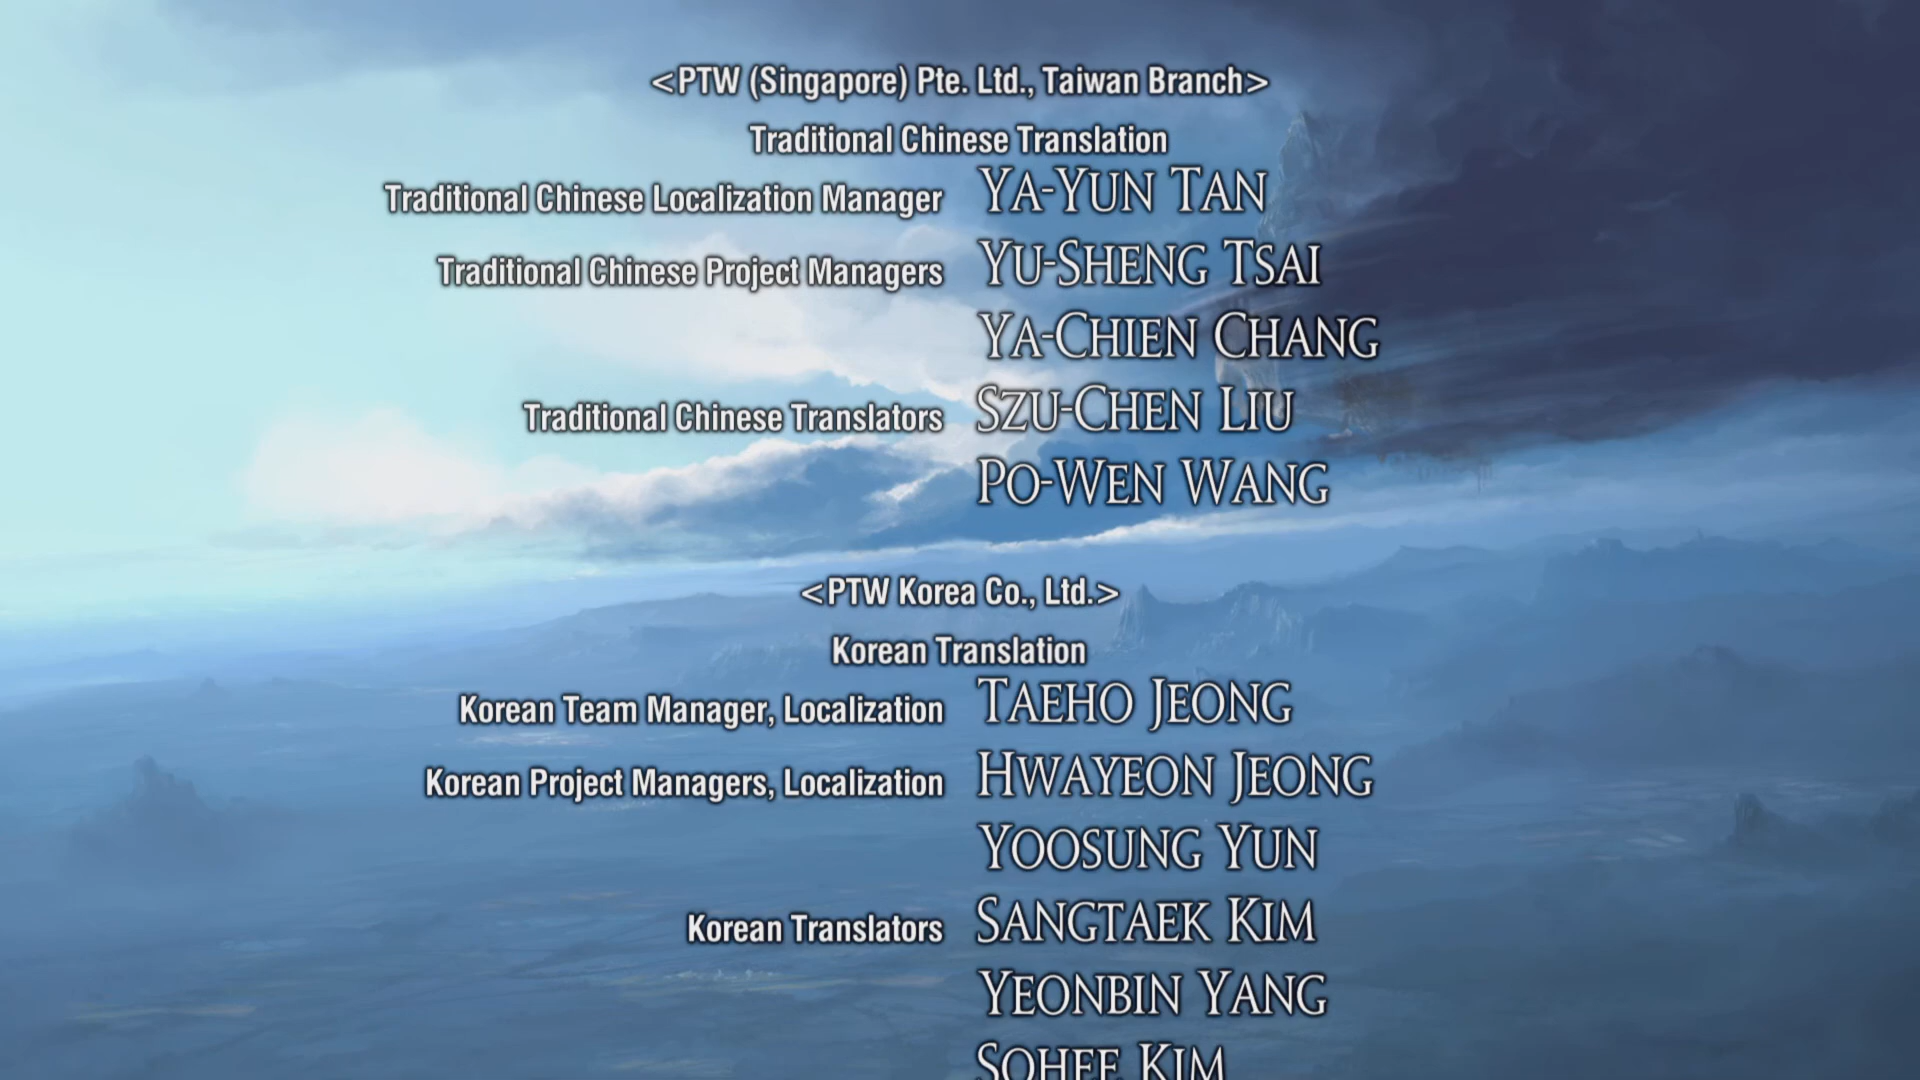 <PTW (Singapore) Pte. Ltd., Taiwan Branch>
Traditional Chinese Translation
Traditional Chinese Localization Manager YA-YUN TAN
Traditional Chinese Project Managers YU-SHENG TSAI
YA-CHIEN CHANG
Traditional Chinese Translators SZU-CHEN LIU
PO-WEN WANG
<PTW Korea Co., Ltd.>
Korean Translation
Korean Team Manager, Localization TAEHO JEONG
Korean Project Managers, Localization HWAYEON JEONG
YOOSUNG YUN
Korean Translators SANGTAEK KIM
YEONBIN YANG
SOHEE KIM